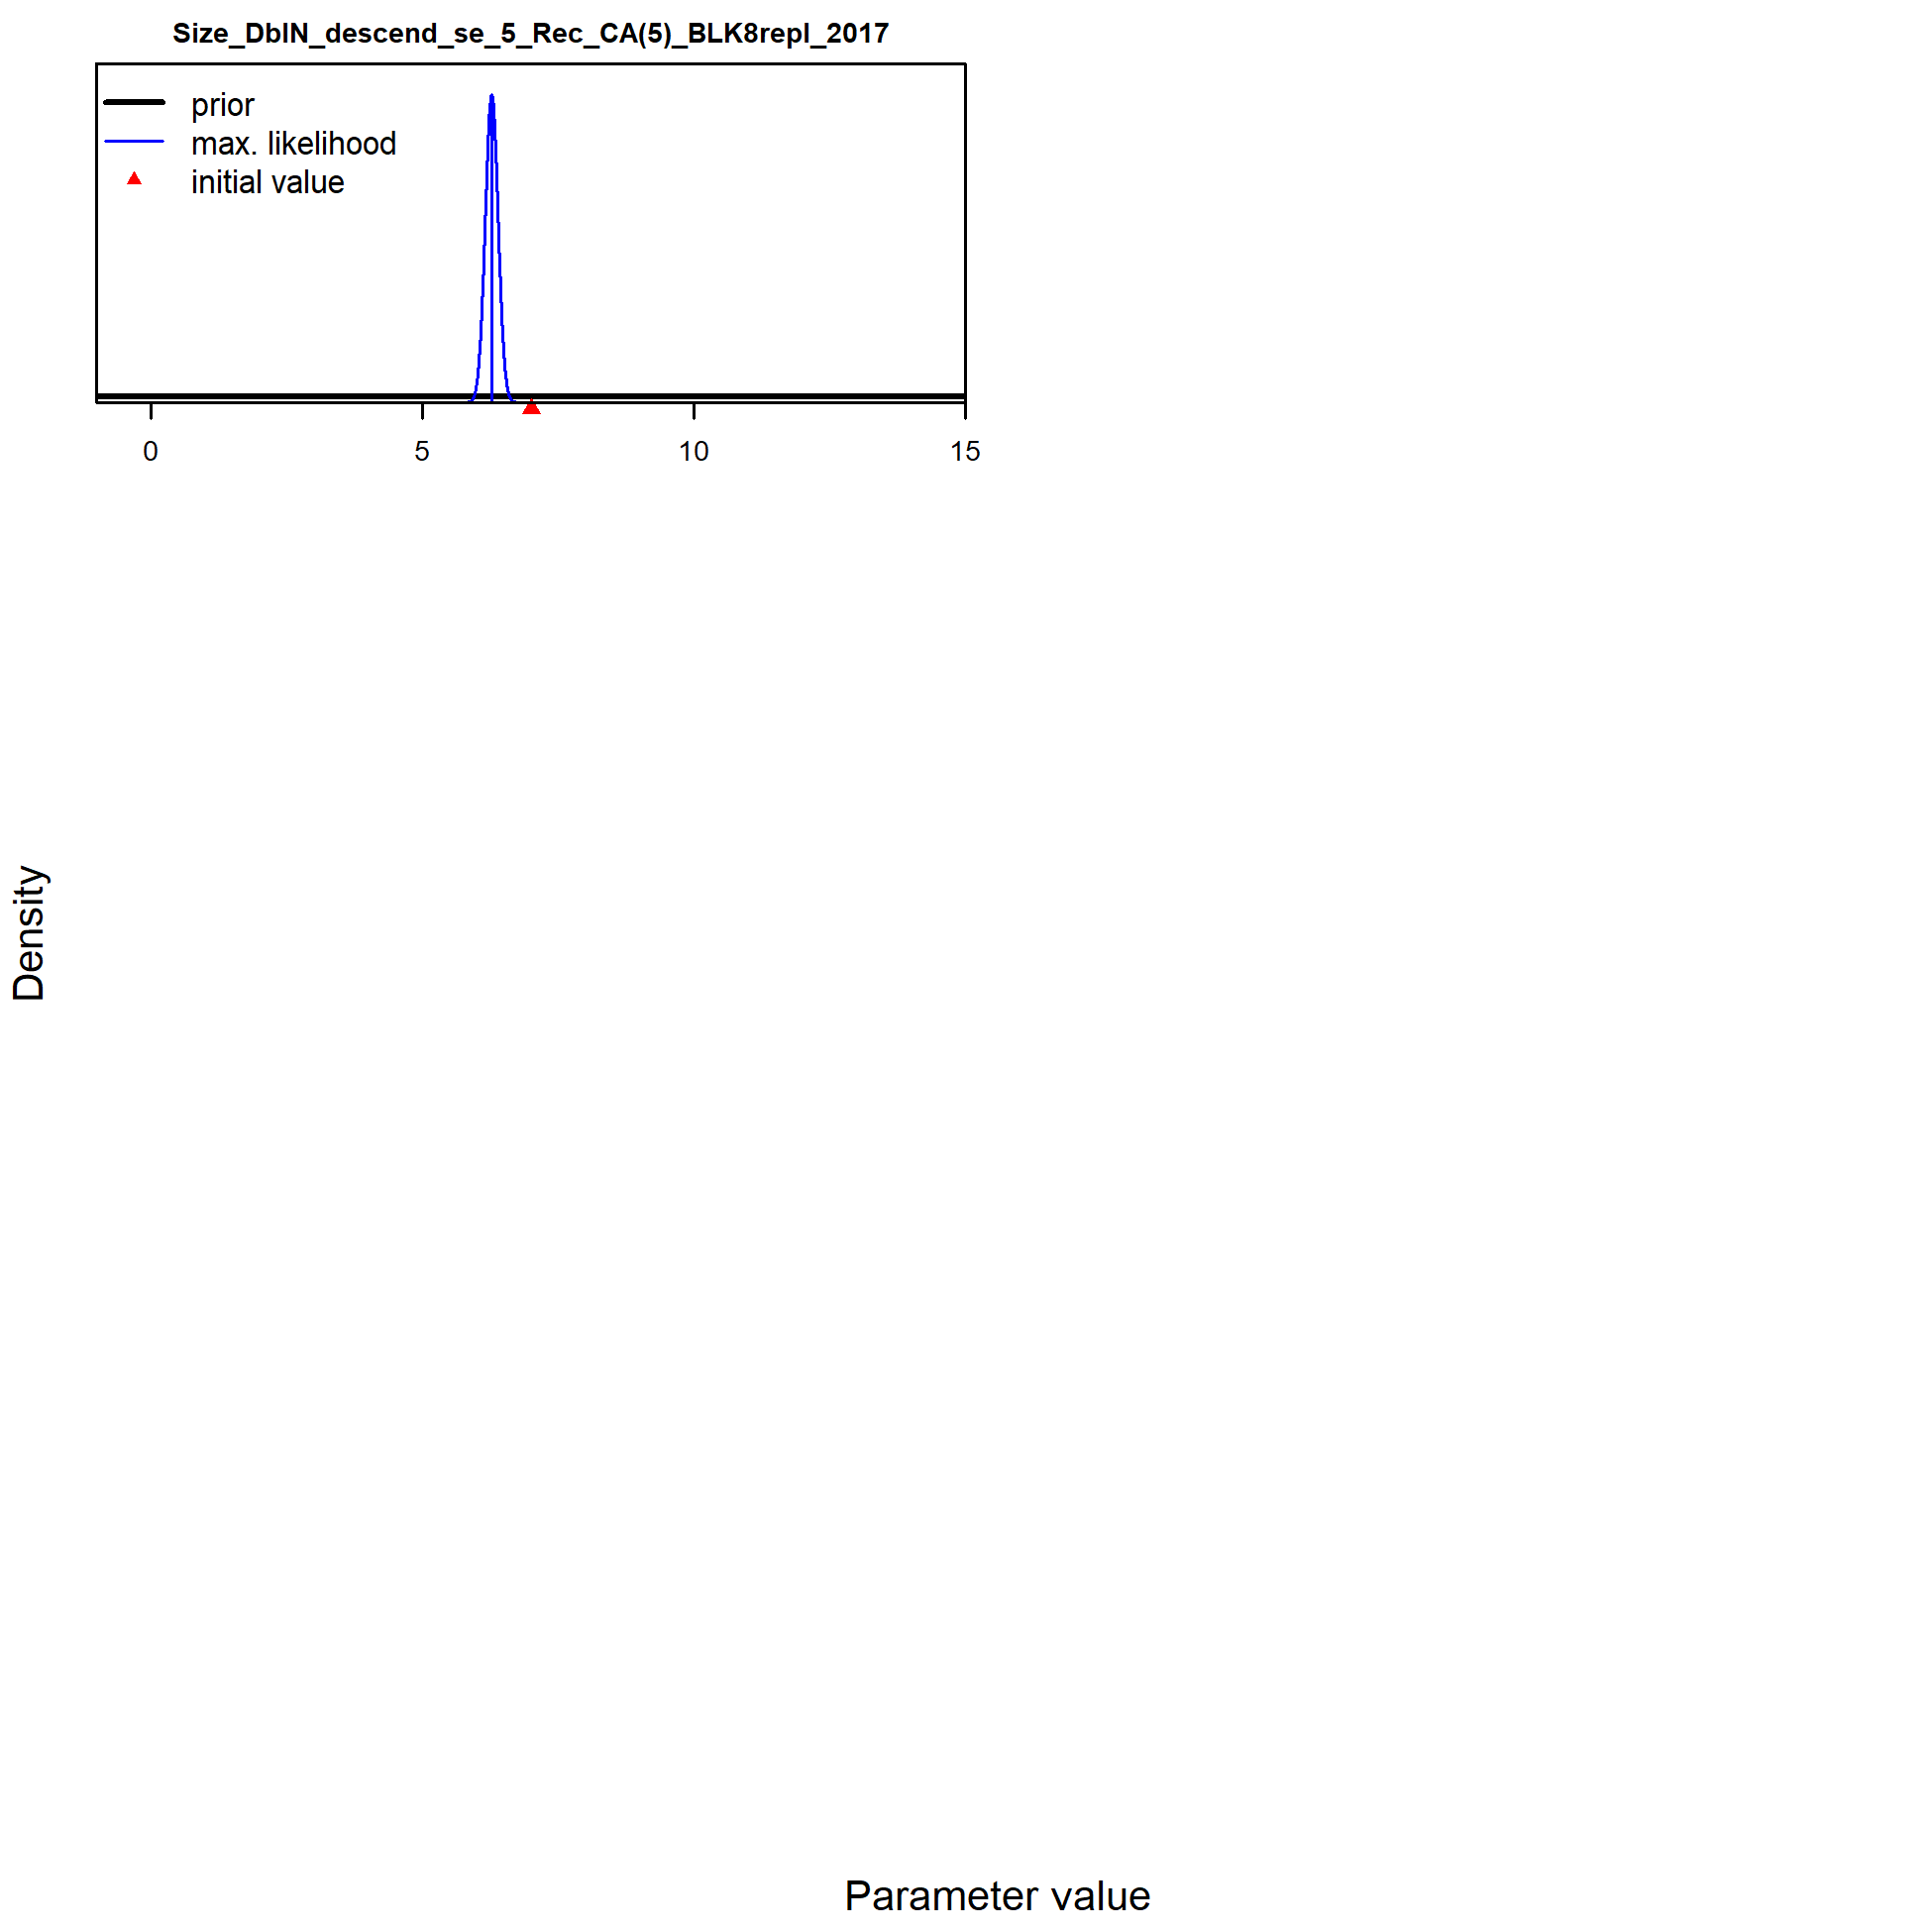 Size_DblN_descend_se_5_Rec_CA(5)_BLK8repl_2017
prior
max. likelihood
initial value
0 5 10 15
Density
Parameter value